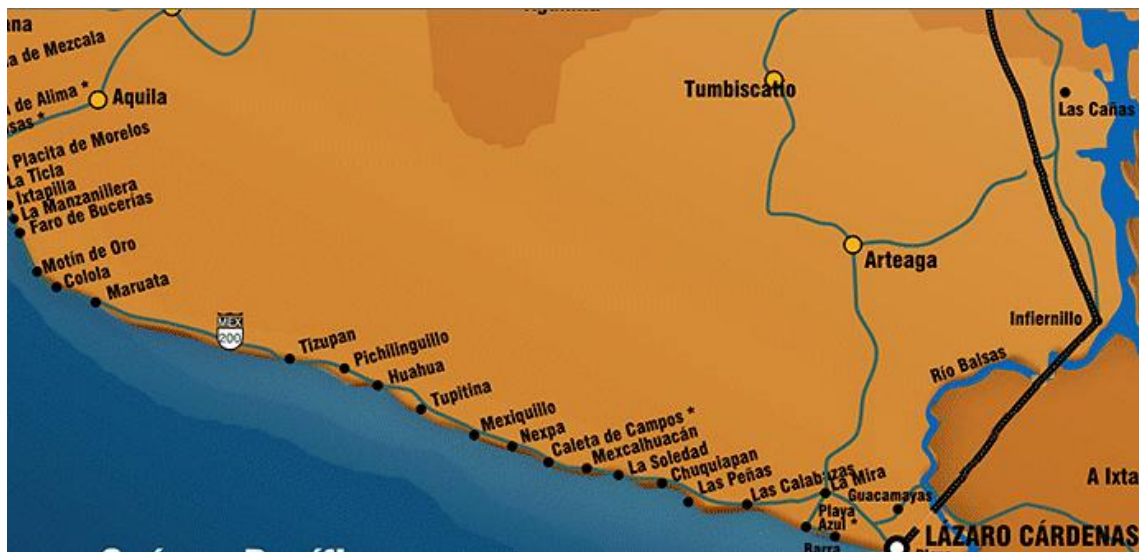 Aquila
Tumbiscatío
Las Cañas
de Mezcala
de Alima *
Placita de Morelos
La Ticla
Ixtapilla
La Manzanillera
Faro de Bucerías
Motín de Oro
Colola
Maruata
Arteaga
MEX
200
Infiernillo
Tizupan
Pichilinguillo
Huahua
Río Balsas
Tupitina
Mexiquillo
Nexpa
Caleta de Campos *
Mexcalhuacán
La Soledad
Chuquiapan
Las Peñas
Las Calabazas
La Mira
Guacamayas
A Ixta
Playa
Azul *
Barra
LÁZARO CÁRDENAS